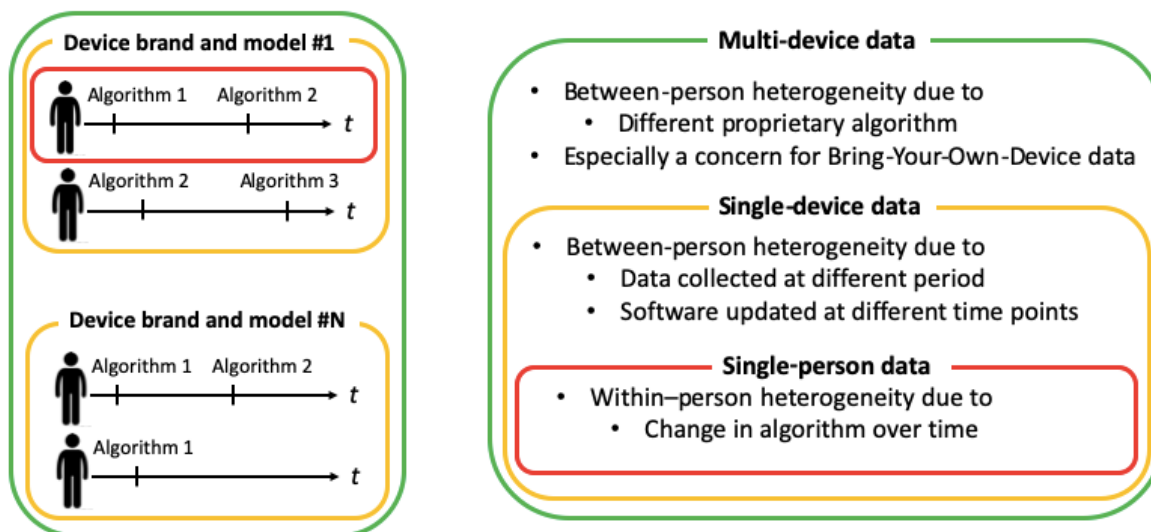 Device brand and model #1
Algorithm 1 Algorithm 2
t
Algorithm 2 Algorithm 3
t
Device brand and model #N
Algorithm 1 Algorithm 2
t
Algorithm 1
t
Multi-device data
• Between-person heterogeneity due to
• Different proprietary algorithm
• Especially a concern for Bring-Your-Own-Device data
Single-device data
• Between-person heterogeneity due to
• Data collected at different period
• Software updated at different time points
Single-person data
• Within–person heterogeneity due to
• Change in algorithm over time